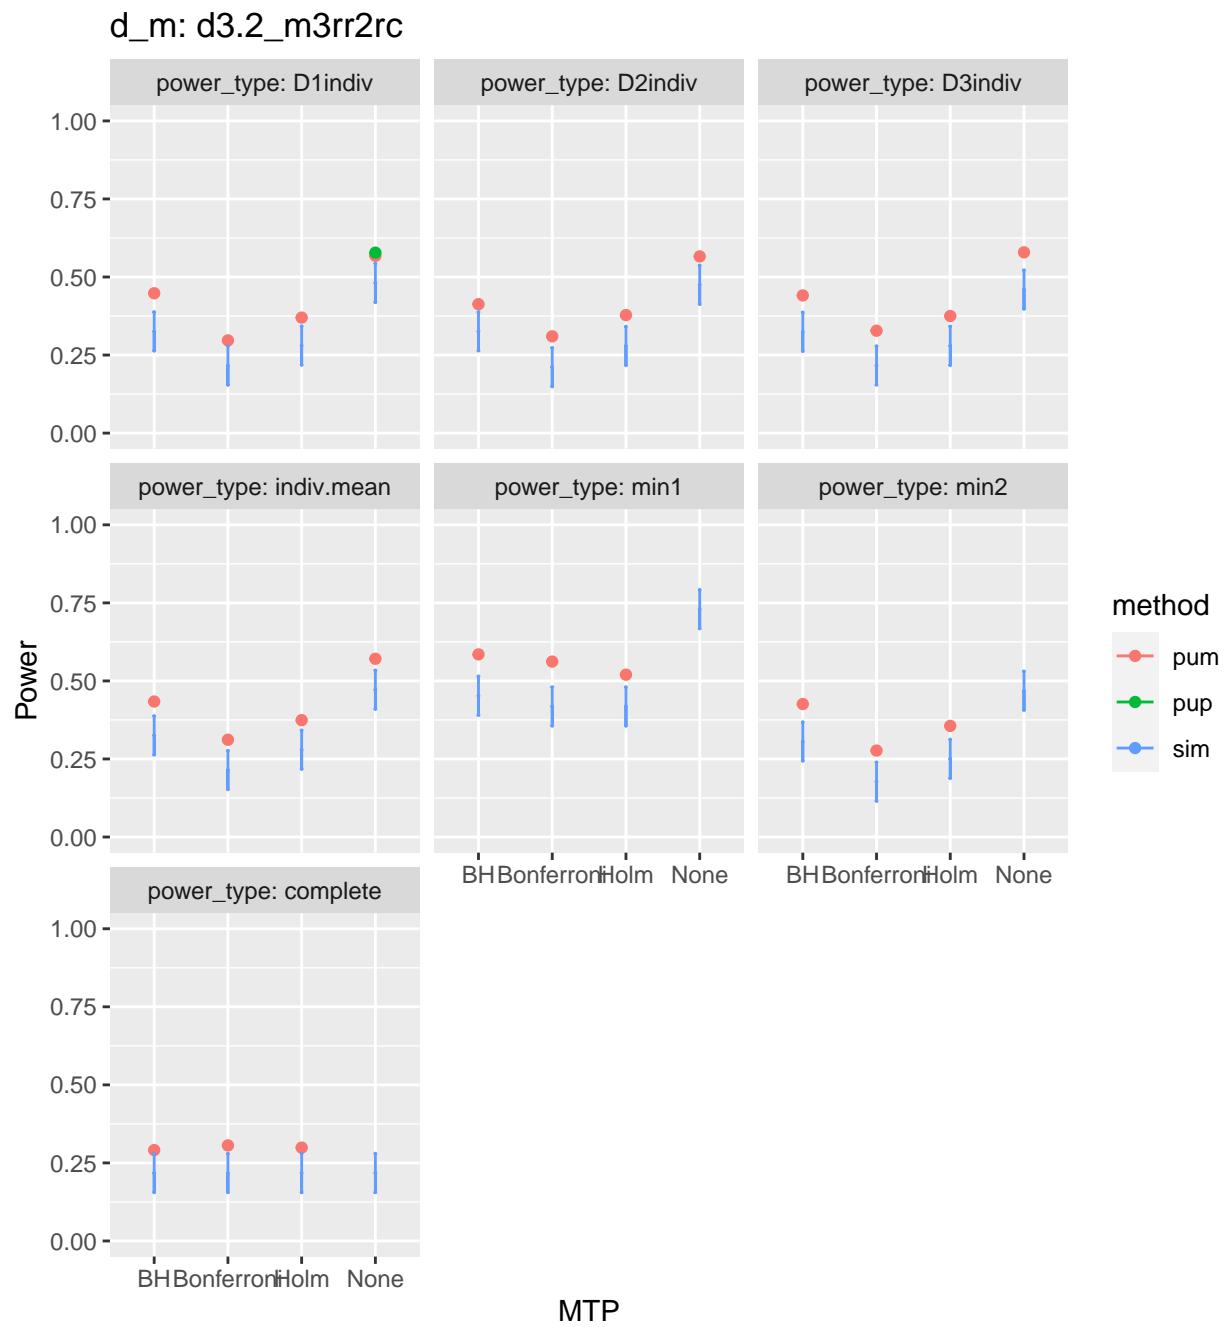 d_m: d3.2_m3rr2rc
power_type: D1indiv
power_type: D2indiv
power_type: D3indiv
1.00
0.75
0.50
0.25
0.00
power_type: indiv.mean
power_type: min1
power_type: min2
1.00
0.75
0.50
0.25
0.00
BH Bonferroni Holm None
BH Bonferroni Holm None
power_type: complete
1.00
0.75
0.50
0.25
0.00
BH Bonferroni Holm None
Power
MTP
method
pum
pup
sim